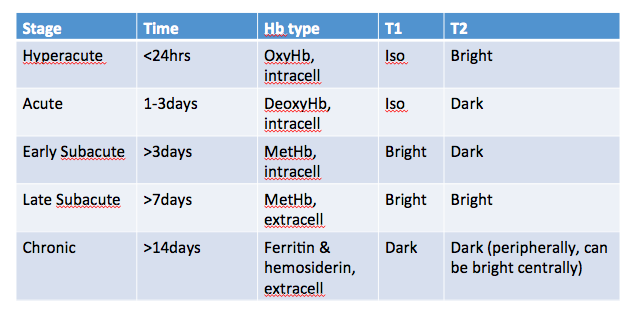 Stage Time Hb type T1 T2
Hyperacute <24hrs OxyHb, intracell Iso Bright
Acute 1-3days DeoxyHb, intracell Iso Dark
Early Subacute >3days MetHb, intracell Bright Dark
Late Subacute >7days MetHb, extracell Bright Bright
Chronic >14days Ferritin & hemosiderin, extracell Dark Dark (peripherally, can be bright centrally)